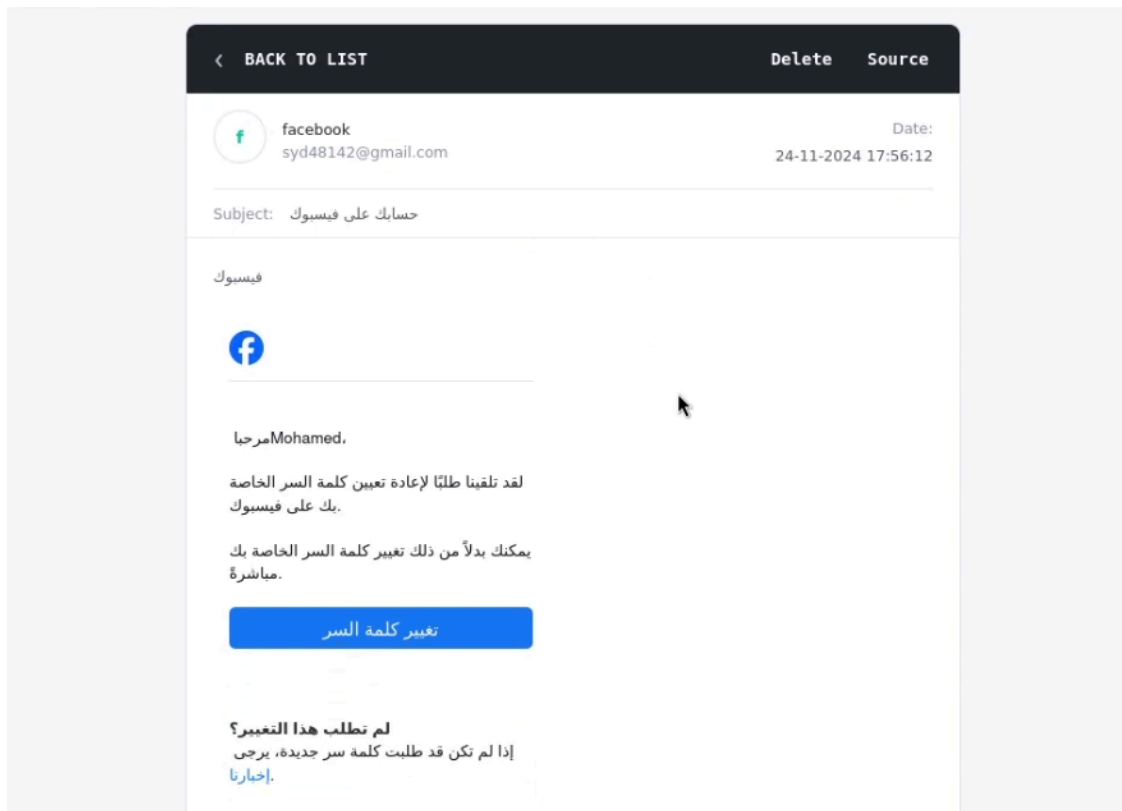 BACK TO LIST
Delete Source
f facebook
syd48142@gmail.com
Date:
24-11-2024 17:56:12
Subject: حسابك على فيسبوك
فيسبوك
مرحبا Mohamed،
لقد تلقينا طلبًا لإعادة تعيين كلمة السر الخاصة
بك على فيسبوك.
يمكنك بدلاً من ذلك تغيير كلمة السر الخاصة بك
مباشرةً.
تغيير كلمة السر
لم تطلب هذا التغيير؟
إذا لم تكن قد طلبت كلمة سر جديدة، يرجى
إخبارنا.